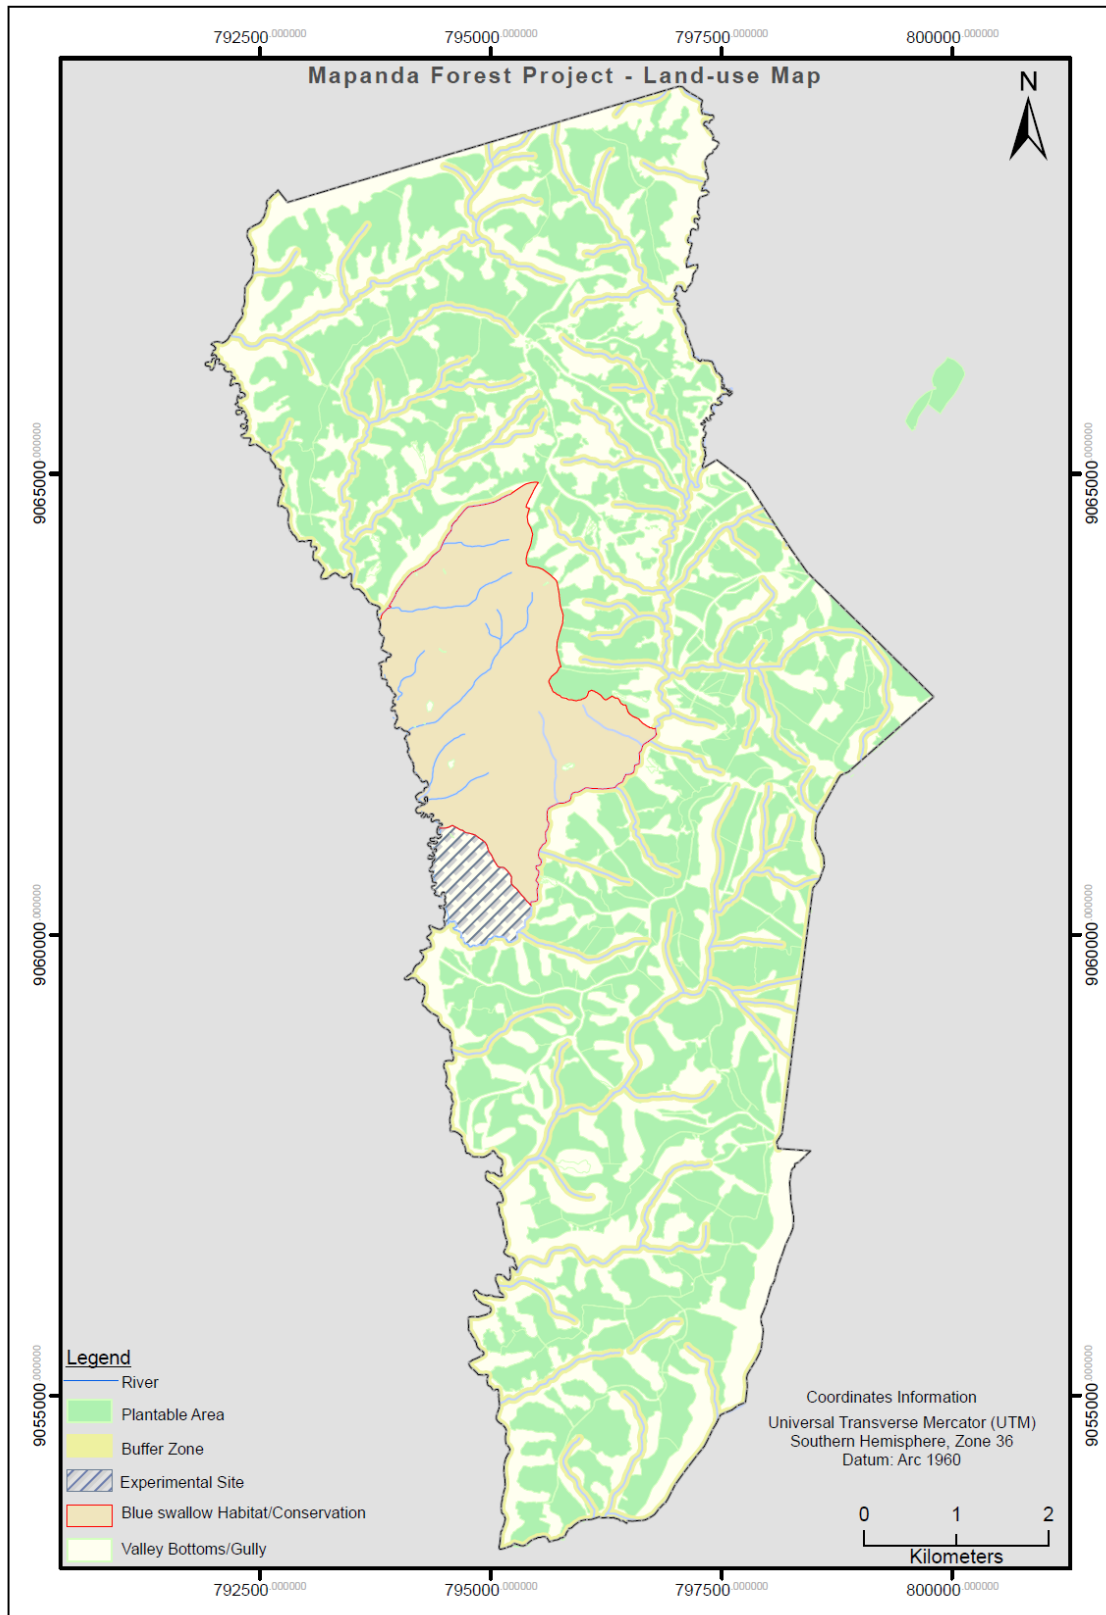 792500.000000 795000.000000 797500.000000 800000.000000
Mapanda Forest Project - Land-use Map
N
9065000.000000
9065000.000000
9060000.000000
9060000.000000
9055000.000000
9055000.000000
Legend
River
Plantable Area
Buffer Zone
Experimental Site
Blue swallow Habitat/Conservation
Valley Bottoms/Gully
Coordinates Information
Universal Transverse Mercator (UTM)
Southern Hemisphere, Zone 36
Datum: Arc 1960
0 1 2
Kilometers
792500.000000 795000.000000 797500.000000 800000.000000